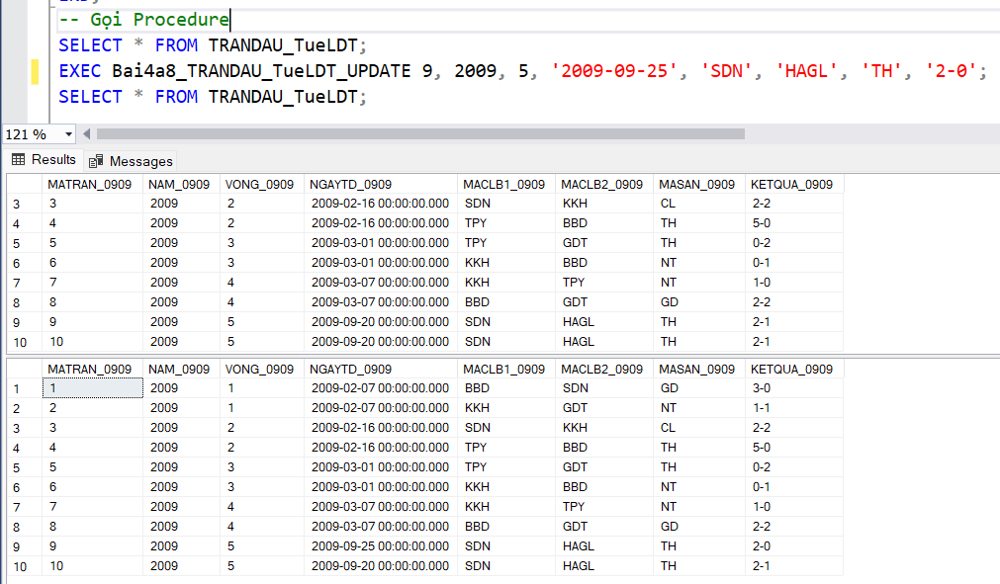 -- Gọi Procedure
SELECT * FROM TRANDAU_TueLDT;
EXEC Bai4a8_TRANDAU_TueLDT_UPDATE 9, 2009, 5, '2009-09-25', 'SDN', 'HAGL', 'TH', '2-0';
SELECT * FROM TRANDAU_TueLDT;
121 %
Results Messages
MATRAN_0909 NAM_0909 VONG_0909 NGAYTD_0909 MACLB1_0909 MACLB2_0909 MASAN_0909 KETQUA_0909
3 3 2009 2 2009-02-16 00:00:00.000 SDN KKH CL 2-2
4 4 2009 2 2009-02-16 00:00:00.000 TPY BBD TH 5-0
5 5 2009 3 2009-03-01 00:00:00.000 TPY GDT TH 0-2
6 6 2009 3 2009-03-01 00:00:00.000 KKH BBD NT 0-1
7 7 2009 4 2009-03-07 00:00:00.000 KKH TPY NT 1-0
8 8 2009 4 2009-03-07 00:00:00.000 BBD GDT GD 2-2
9 9 2009 5 2009-09-20 00:00:00.000 SDN HAGL TH 2-1
10 10 2009 5 2009-09-20 00:00:00.000 SDN HAGL TH 2-1
MATRAN_0909 NAM_0909 VONG_0909 NGAYTD_0909 MACLB1_0909 MACLB2_0909 MASAN_0909 KETQUA_0909
1 1 2009 1 2009-02-07 00:00:00.000 BBD SDN GD 3-0
2 2 2009 1 2009-02-07 00:00:00.000 KKH GDT NT 1-1
3 3 2009 2 2009-02-16 00:00:00.000 SDN KKH CL 2-2
4 4 2009 2 2009-02-16 00:00:00.000 TPY BBD TH 5-0
5 5 2009 3 2009-03-01 00:00:00.000 TPY GDT TH 0-2
6 6 2009 3 2009-03-01 00:00:00.000 KKH BBD NT 0-1
7 7 2009 4 2009-03-07 00:00:00.000 KKH TPY NT 1-0
8 8 2009 4 2009-03-07 00:00:00.000 BBD GDT GD 2-2
9 9 2009 5 2009-09-25 00:00:00.000 SDN HAGL TH 2-0
10 10 2009 5 2009-09-20 00:00:00.000 SDN HAGL TH 2-1